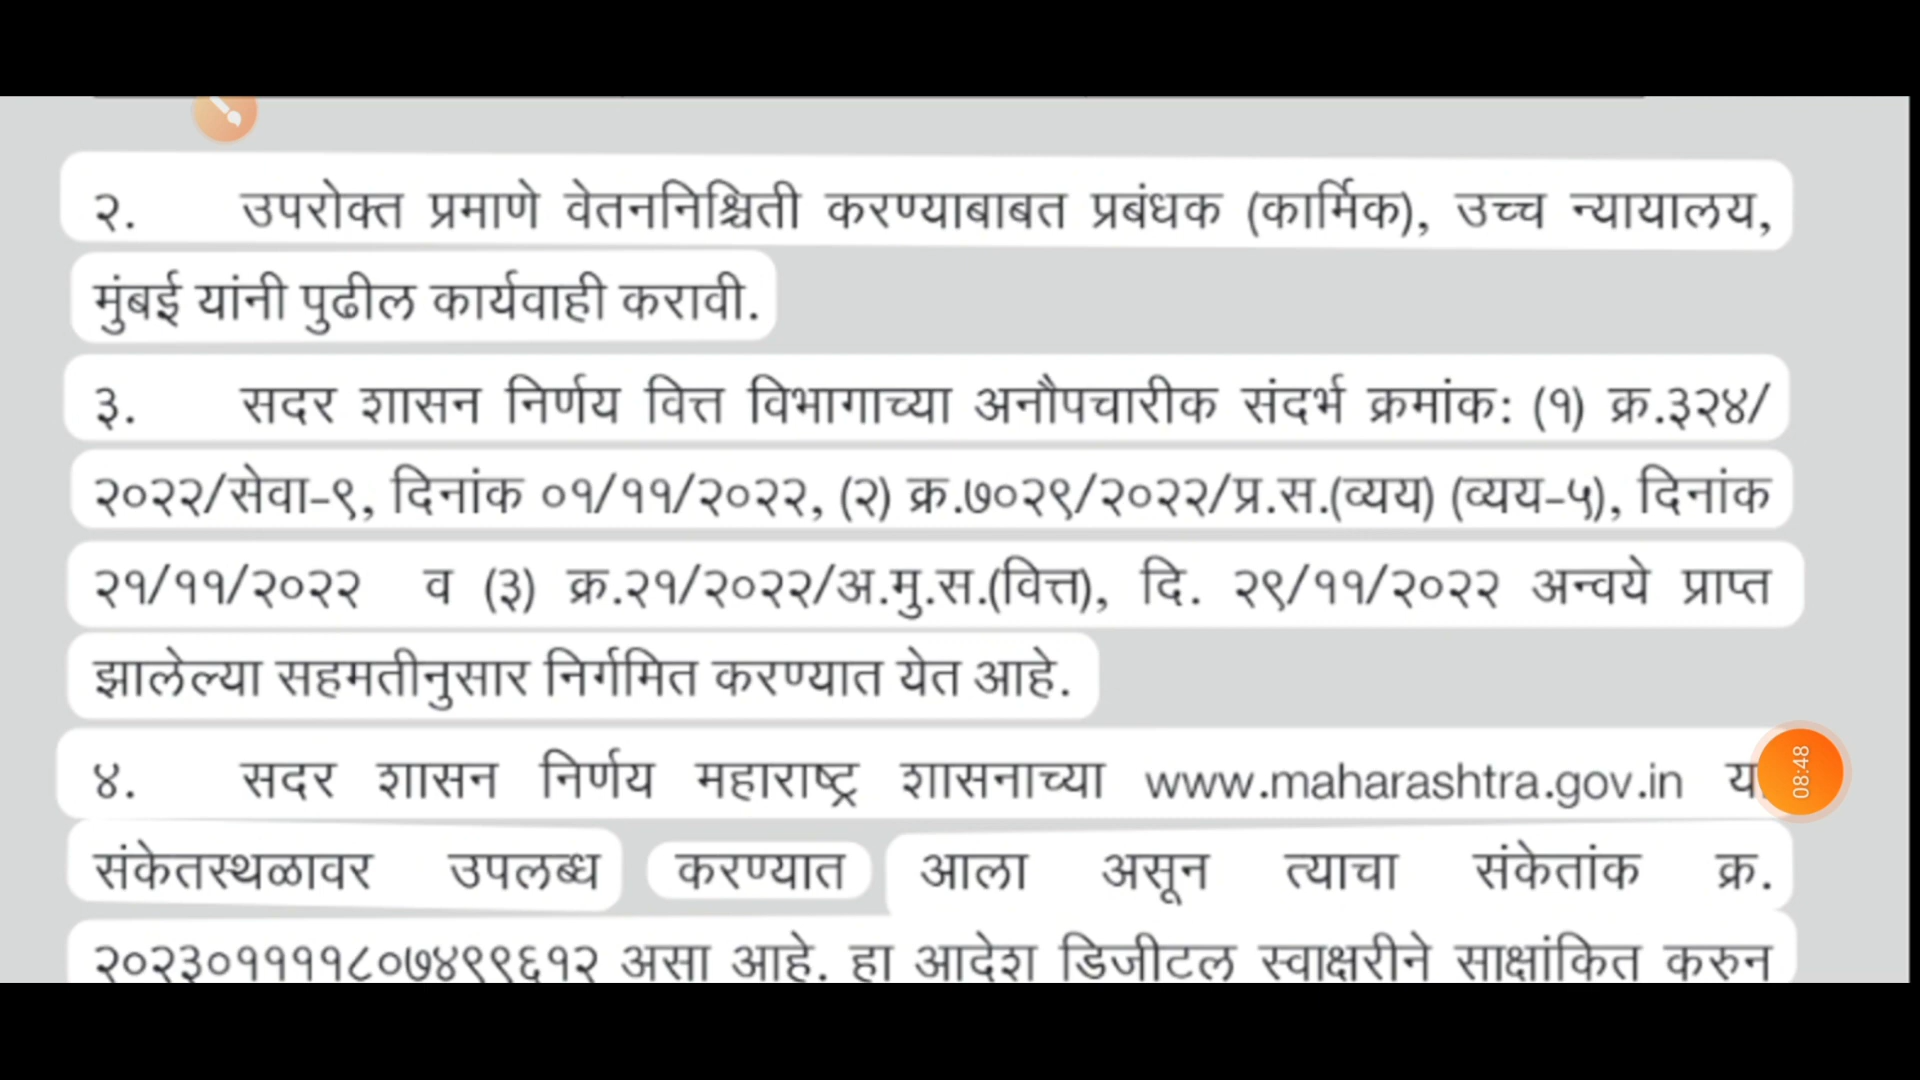 २. उपरोक्त प्रमाणे वेतननिश्चिती करण्याबाबत प्रबंधक (कार्मिक), उच्च न्यायालय,
मुंबई यांनी पुढील कार्यवाही करावी.
३. सदर शासन निर्णय वित्त विभागाच्या अनौपचारीक संदर्भ क्रमांक: (१) क्र.३२४/
२०२२/सेवा-९, दिनांक ०१/११/२०२२, (२) क्र.७०२९/२०२२/प्र.स.(व्यय) (व्यय-५), दिनांक
२१/११/२०२२ व (३) क्र.२१/२०२२/अ.मु.स.(वित्त), दि. २९/११/२०२२ अन्वये प्राप्त
झालेल्या सहमतीनुसार निर्गमित करण्यात येत आहे.
४. सदर शासन निर्णय महाराष्ट्र शासनाच्या www.maharashtra.gov.in
08:48
संकेतस्थळावर उपलब्ध करण्यात आला असून त्याचा संकेतांक क्र.
२०२३०११११८०७४९९६१२ असा आहे. हा आदेश डिजीटल स्वाक्षरीने साक्षांकित करुन